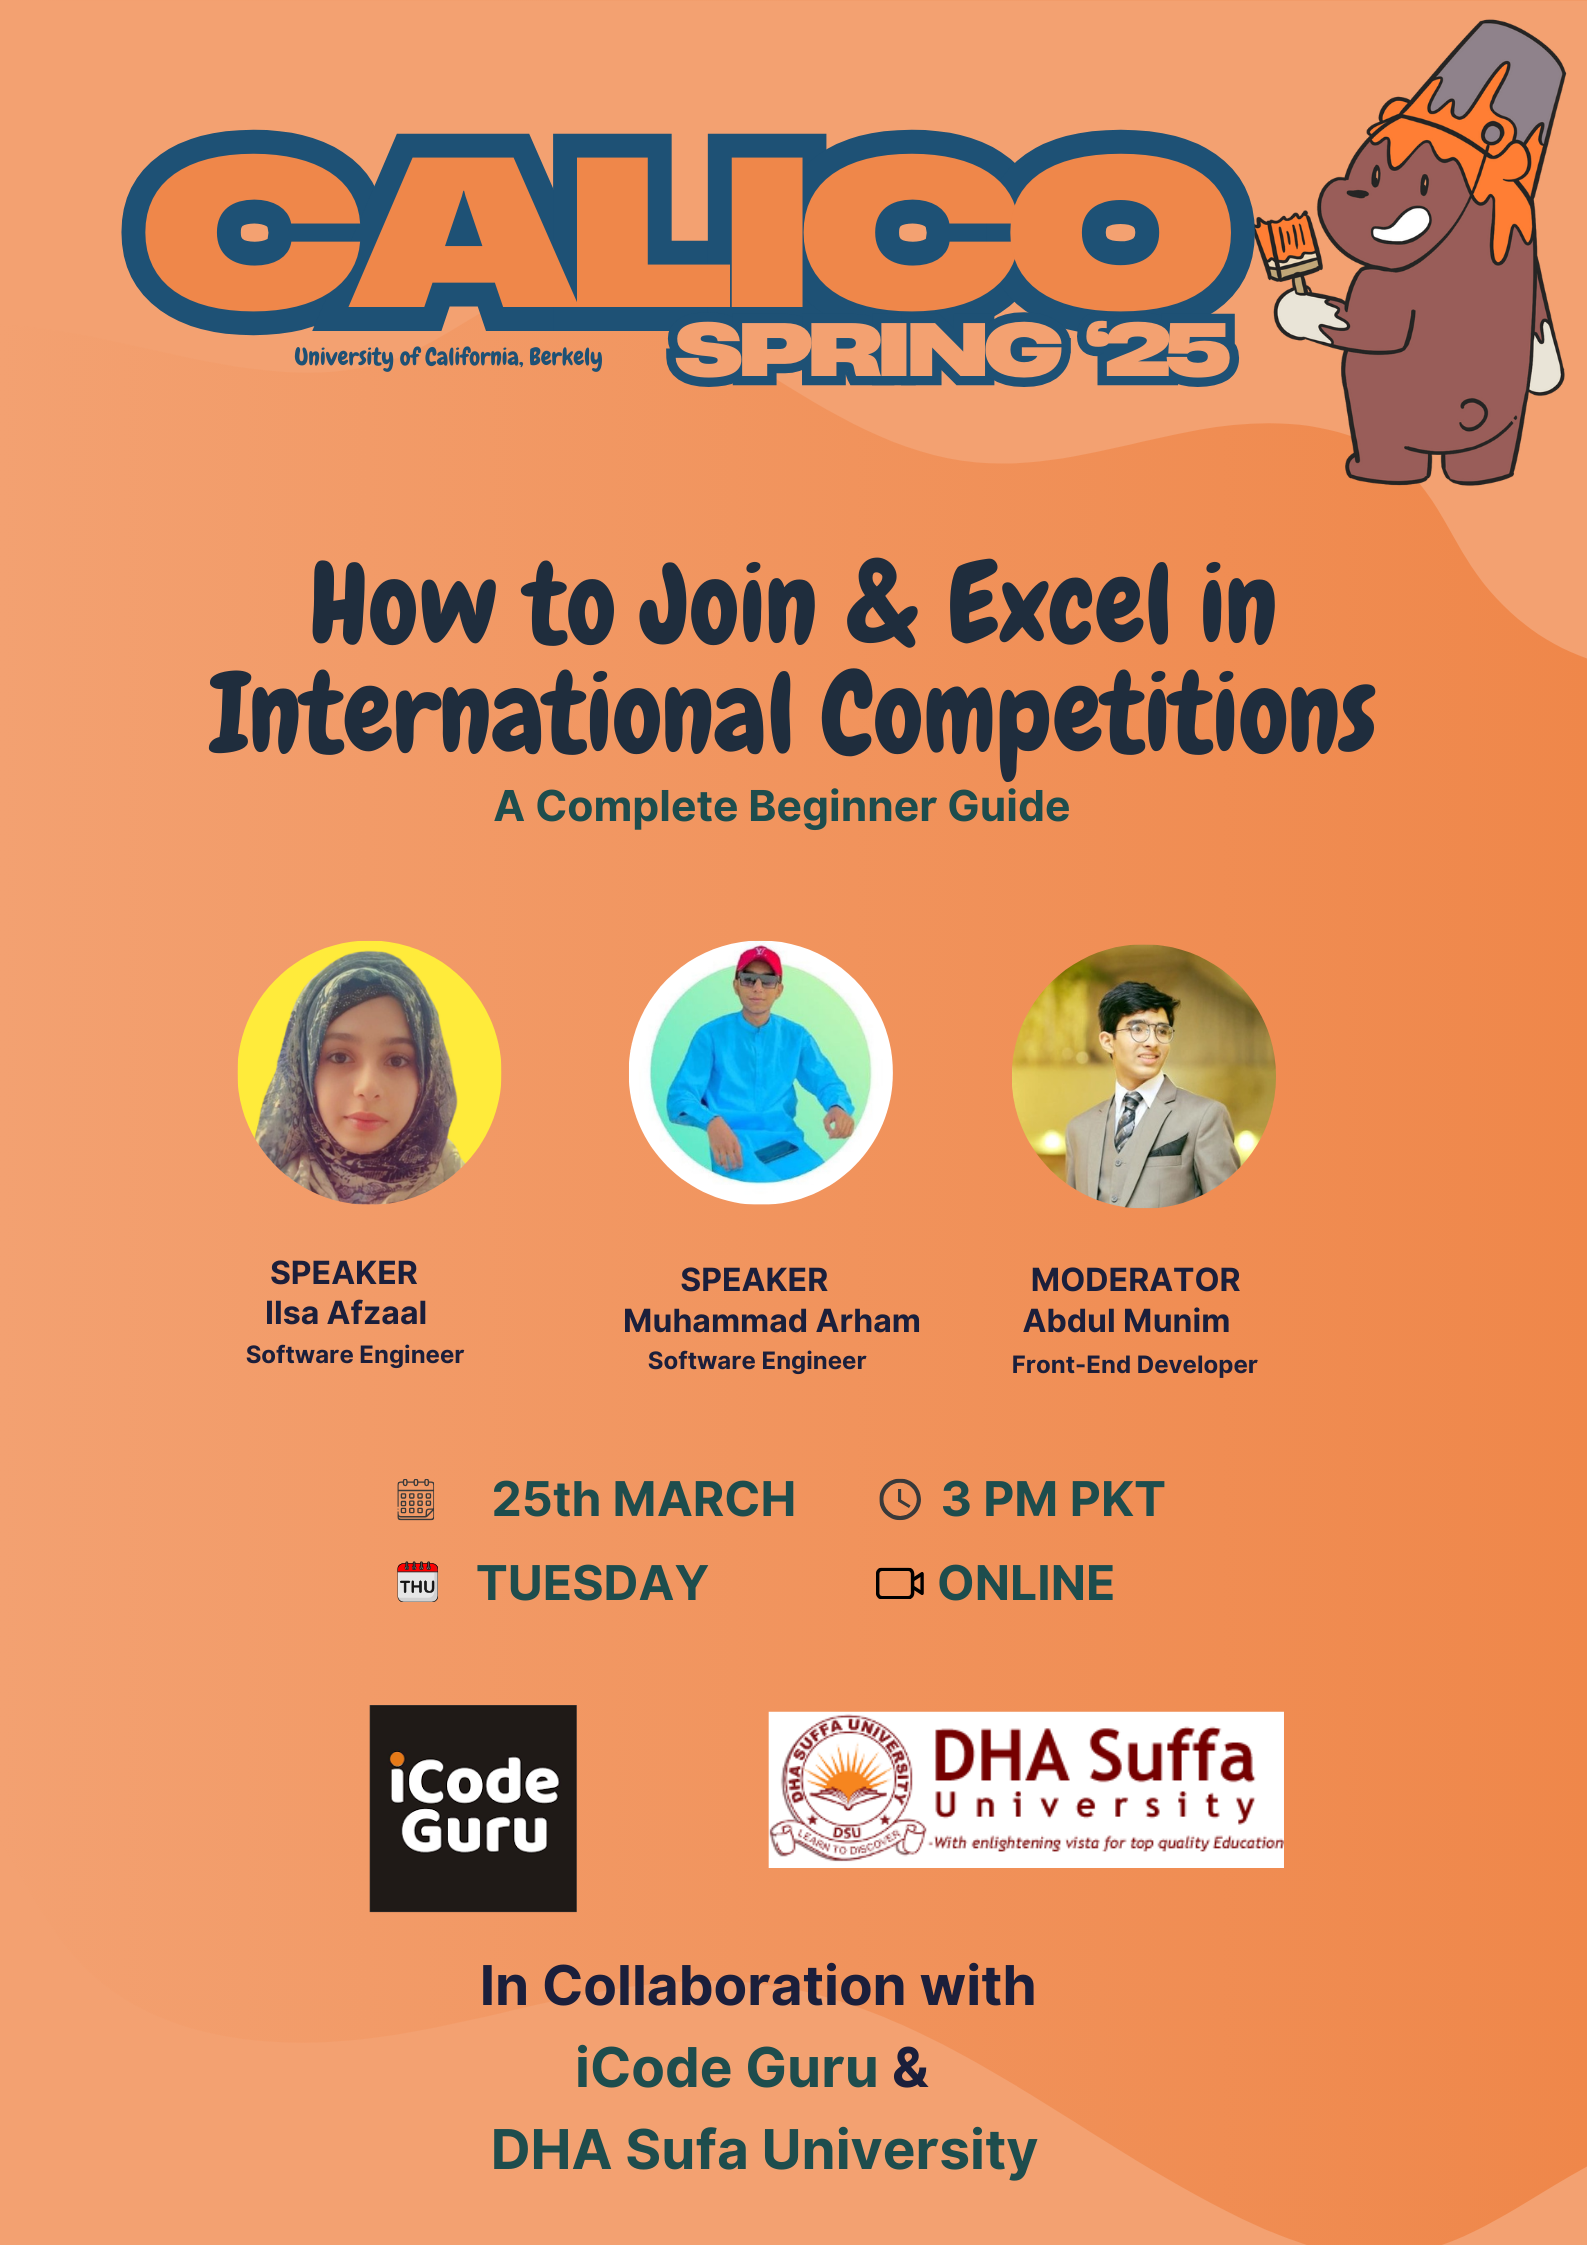 CALICO
University of California, Berkely
SPRING ‘25
How to Join & Excel in
International Competitions
A Complete Beginner Guide
SPEAKER
Ilsa Afzaal
Software Engineer
SPEAKER
Muhammad Arham
Software Engineer
MODERATOR
Abdul Munim
Front-End Developer
25th MARCH
3 PM PKT
THU
TUESDAY
ONLINE
iCode
Guru
DHA SUFFA UNIVERSITY
DSU
LEARN TO DISCOVER
DHA Suffa
University
-With enlightening vista for top quality Education
In Collaboration with
iCode Guru &
DHA Sufa University